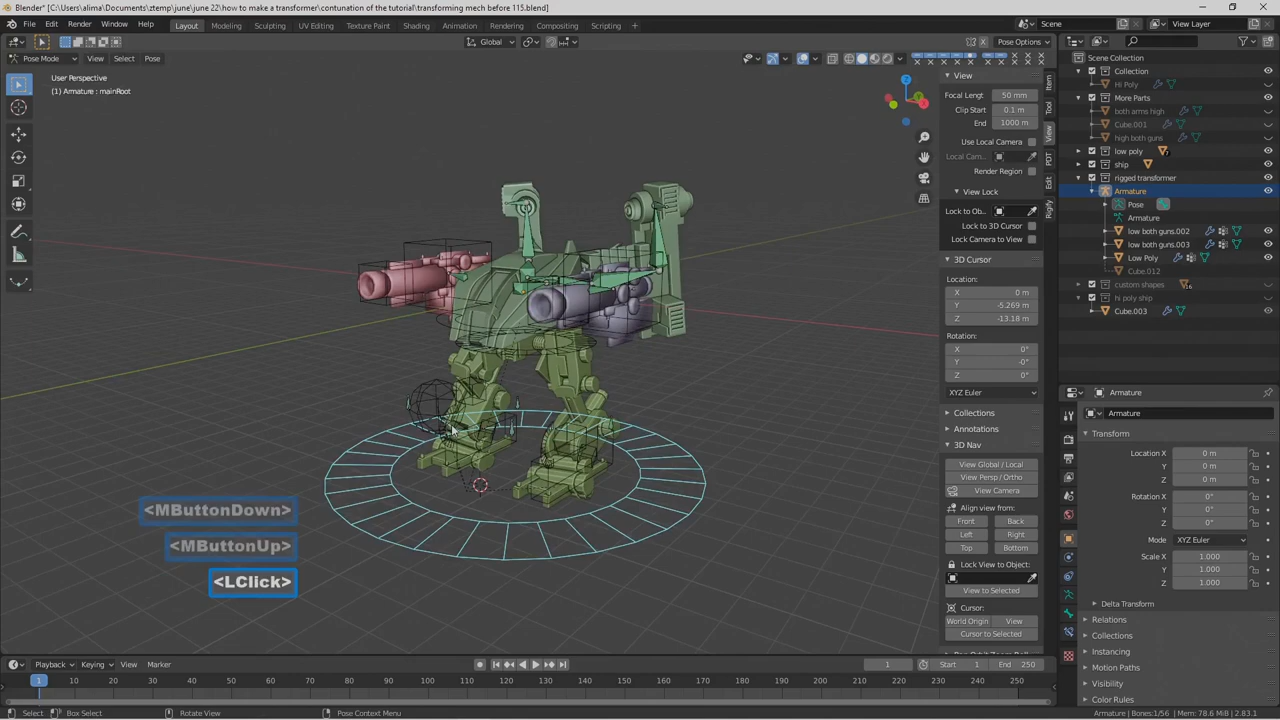 Blender* [C:\Users\alima\Documents\ztemp\june\june 22\how to make a transformer\contunation of the tutorial\transforming mech before 115.blend]
File Edit Render Window Help Layout Modeling Sculpting UV Editing Texture Paint Shading Animation Rendering Compositing Scripting + Scene View Layer
Global Pose Options
Pose Mode View Select Pose
User Perspective
(1) Armature : mainRoot
View
Focal Lengt 50 mm
Clip Start 0.1 m
End 1000 m
Use Local Camera
Local Cam...
Render Region
View Lock
Lock to Ob...
Lock to 3D Cursor
Lock Camera to View
3D Cursor
Location:
X 0 m
Y -5.269 m
Z -13.18 m
Rotation:
X 0°
Y -0°
Z 0°
XYZ Euler
Collections
Annotations
3D Nav
View Global / Local
View Persp / Ortho
View Camera
Align view from:
Front Back
Left Right
Top Bottom
Lock View to Object:
View to Selected
Cursor:
World Origin View
Cursor to Selected
Item
Tool
View
PDT
Edit
Rigify
Scene Collection
Collection
Hi Poly
More Parts
both arms high
Cube.001
high both guns
low poly
ship
rigged transformer
Armature
Pose
Armature
low both guns.002
low both guns.003
Low Poly
Cube.012
custom shapes 16
hi poly ship
Cube.003
Armature
Armature
Transform
Location X 0 m
Y 0 m
Z 0 m
Rotation X 0°
Y 0°
Z 0°
Mode XYZ Euler
Scale X 1.000
Y 1.000
Z 1.000
Delta Transform
Relations
Collections
Instancing
Motion Paths
Visibility
Color Rules
<MButtonDown>
<MButtonUp>
<LClick>
Playback Keying View Marker 1 Start 1 End 250
1 10 20 30 40 50 60 70 80 90 100 110 120 130 140 150 160 170 180 190 200 210 220 230 240 250
Select Box Select Rotate View Pose Context Menu Armature | Bones:1/56 | Mem: 78.6 MiB | 2.83.1